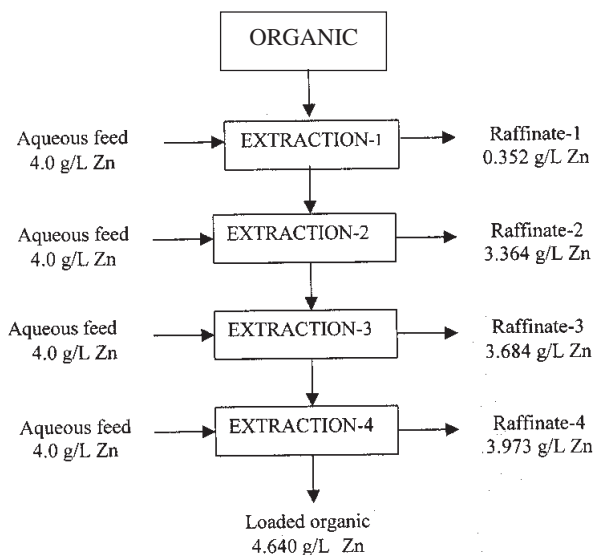 ORGANIC
Aqueous feed
4.0 g/L Zn
EXTRACTION-1
Raffinate-1
0.352 g/L Zn
Aqueous feed
4.0 g/L Zn
EXTRACTION-2
Raffinate-2
3.364 g/L Zn
Aqueous feed
4.0 g/L Zn
EXTRACTION-3
Raffinate-3
3.684 g/L Zn
Aqueous feed
4.0 g/L Zn
EXTRACTION-4
Raffinate-4
3.973 g/L Zn
Loaded organic
4.640 g/L Zn